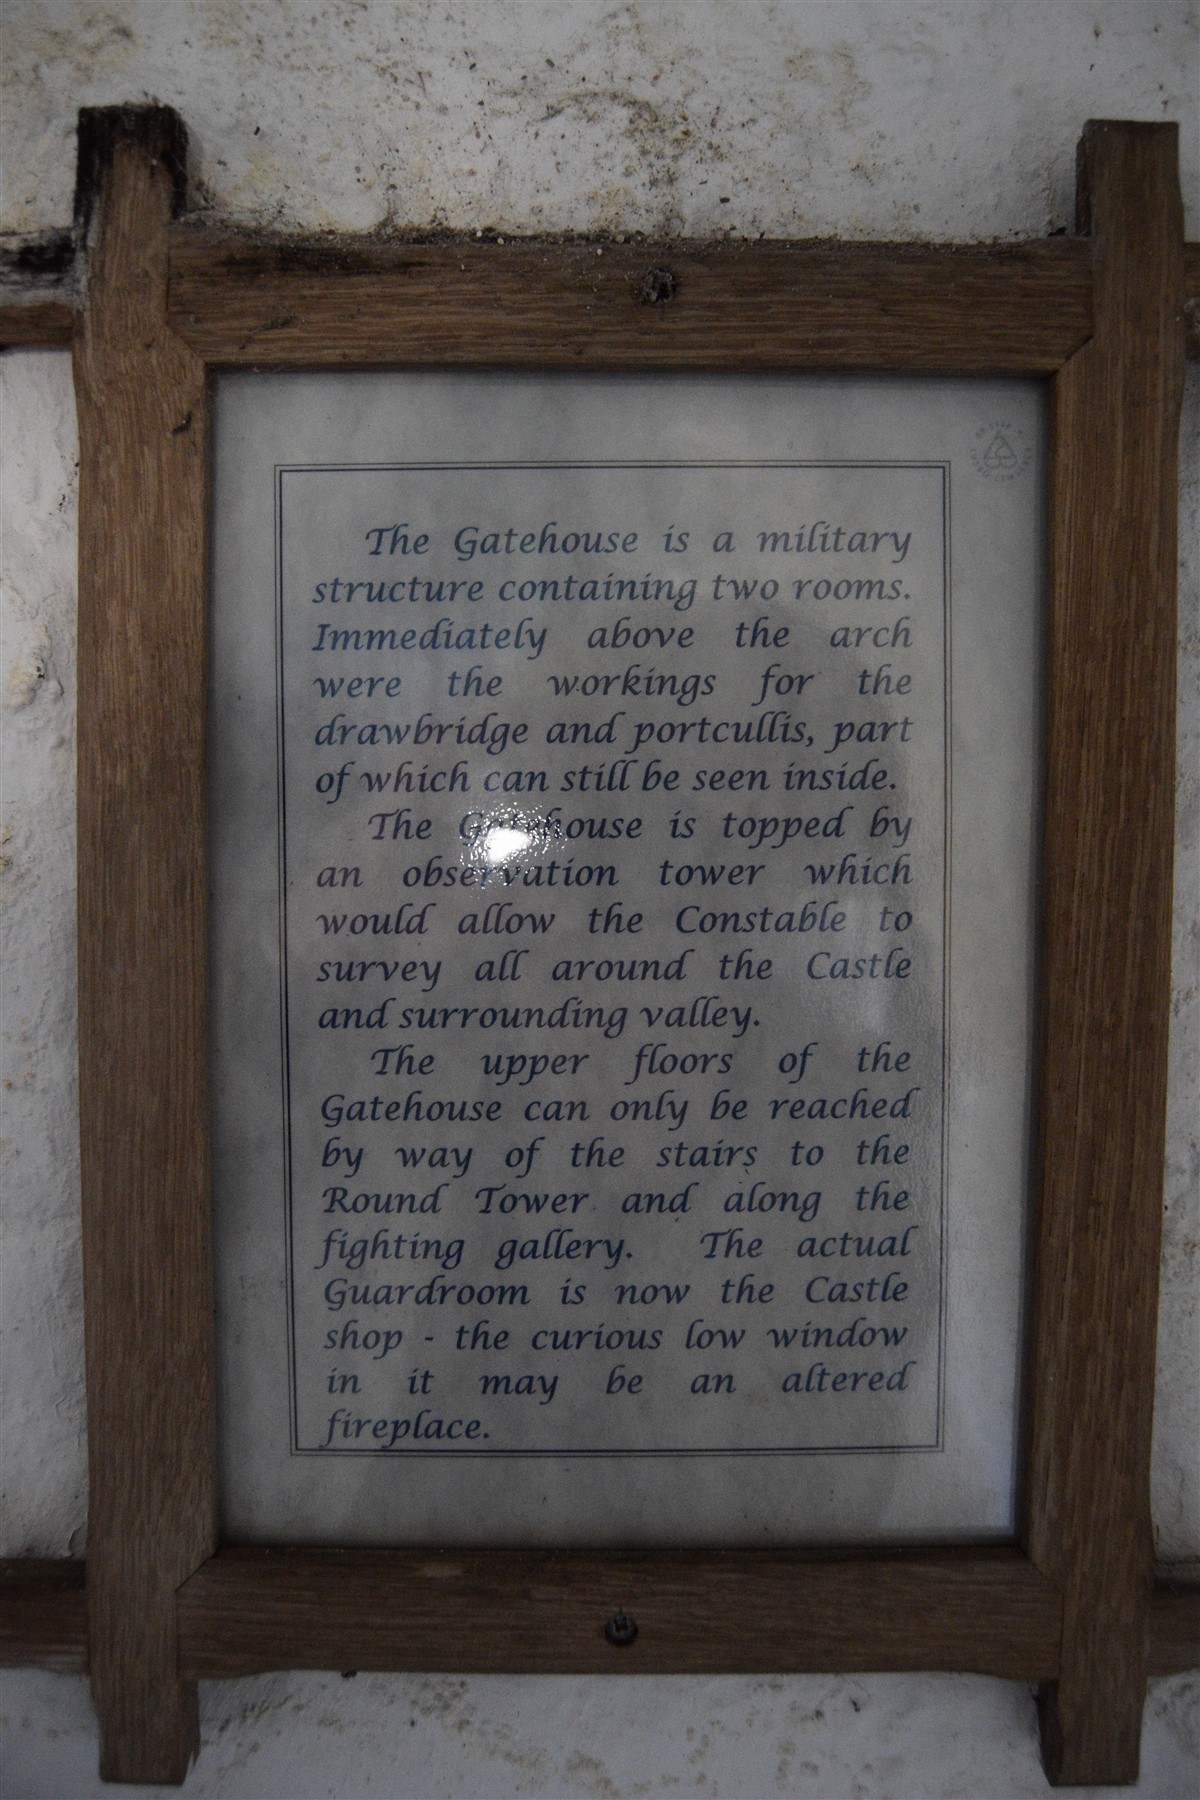 The Gatehouse is a military
structure containing two rooms.
Immediately above the arch
were the workings for the
drawbridge and portcullis, part
of which can still be seen inside.
The Gatehouse is topped by
an observation tower which
would allow the Constable to
survey all around the Castle
and surrounding valley.
The upper floors of the
Gatehouse can only be reached
by way of the stairs to the
Round Tower and along the
fighting gallery. The actual
Guardroom is now the Castle
shop - the curious low window
in it may be an altered
fireplace.